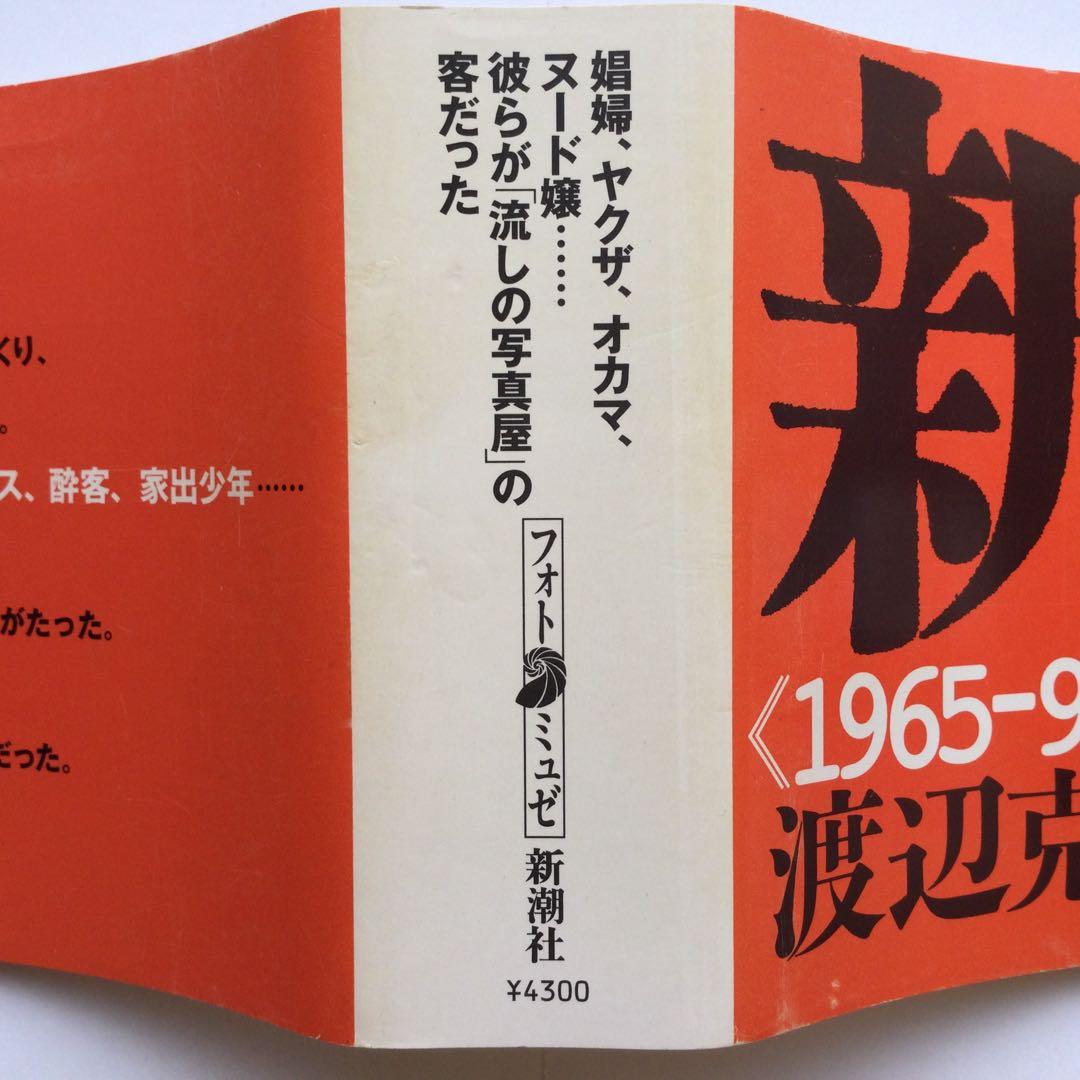 娼婦、ヤクザ、オカマ、
ヌード嬢……
彼らが「流しの写真屋」の
客だった
フォト
ミュゼ
新潮社
¥4300
新
《1965-9
渡辺克
くり、
。
ス、酔客、家出少年……
がたった。
だった。